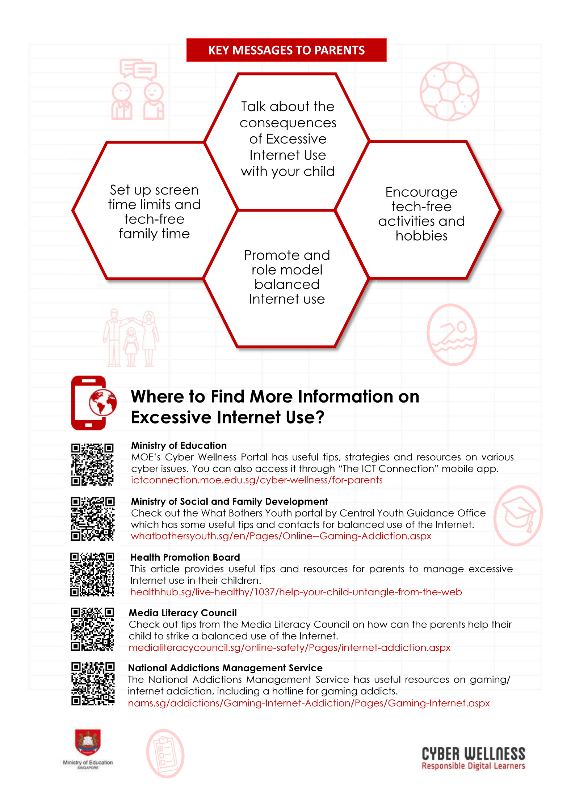 KEY MESSAGES TO PARENTS
Talk about the
consequences
of Excessive
Internet Use
with your child
Set up screen
time limits and
tech-free
family time
Encourage
tech-free
activities and
hobbies
Promote and
role model
balanced
Internet use
Where to Find More Information on
Excessive Internet Use?
Ministry of Education
MOE's Cyber Wellness Portal has useful tips, strategies and resources on various
cyber issues. You can also access it through "The ICT Connection" mobile app.
ictconnection.moe.edu.sg/cyber-wellness/for-parents
Ministry of Social and Family Development
Check out the What Bothers Youth portal by Central Youth Guidance Office
which has some useful tips and contacts for balanced use of the Internet.
whatbothersyouth.sg/en/Pages/Online--Gaming-Addiction.aspx
Health Promotion Board
This article provides useful tips and resources for parents to manage excessive
Internet use in their children.
healthhub.sg/live-healthy/1037/help-your-child-untangle-from-the-web
Media Literacy Council
Check out tips from the Media Literacy Council on how can the parents help their
child to strike a balanced use of the Internet.
medialiteracycouncil.sg/online-safety/Pages/internet-addiction.aspx
National Addictions Management Service
The National Addictions Management Service has useful resources on gaming/
internet addiction, including a hotline for gaming addicts.
nams.sg/addictions/Gaming-Internet-Addiction/Pages/Gaming-Internet.aspx
Ministry of Education
SINGAPORE
CYBER WELLNESS
Responsible Digital Learners